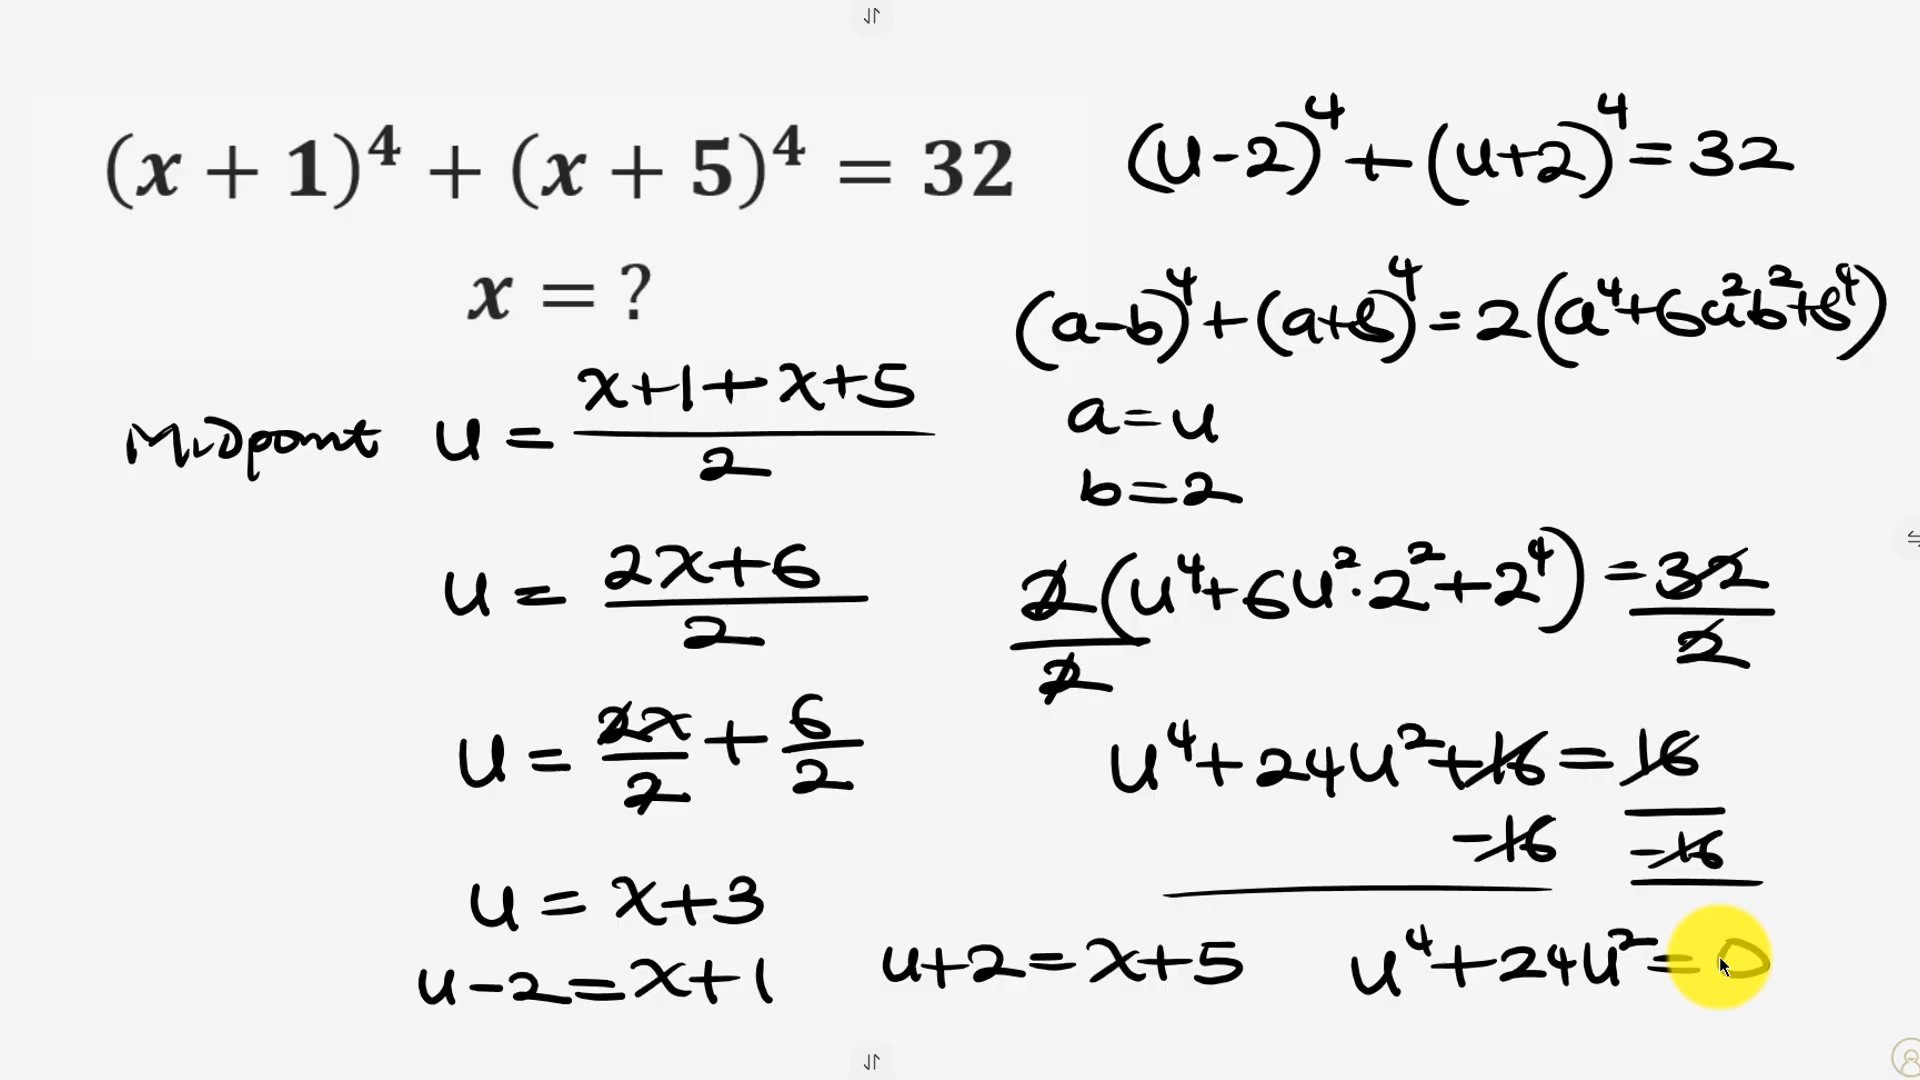 (x + 1)⁴ + (x + 5)⁴ = 32
x = ?
Midpoint u = (x+1+x+5)/2
u = (2x+6)/2
u = 2x/2 + 6/2
u = x+3
u-2=x+1
u+2=x+5
(u-2)⁴+(u+2)⁴=32
(a-b)⁴+(a+b)⁴=2(a⁴+6a²b²+b⁴)
a=u
b=2
2(u⁴+6u²·2²+2⁴)/2 = 32/2
u⁴+24u²+16=16
-16 -16
u⁴+24u²=0